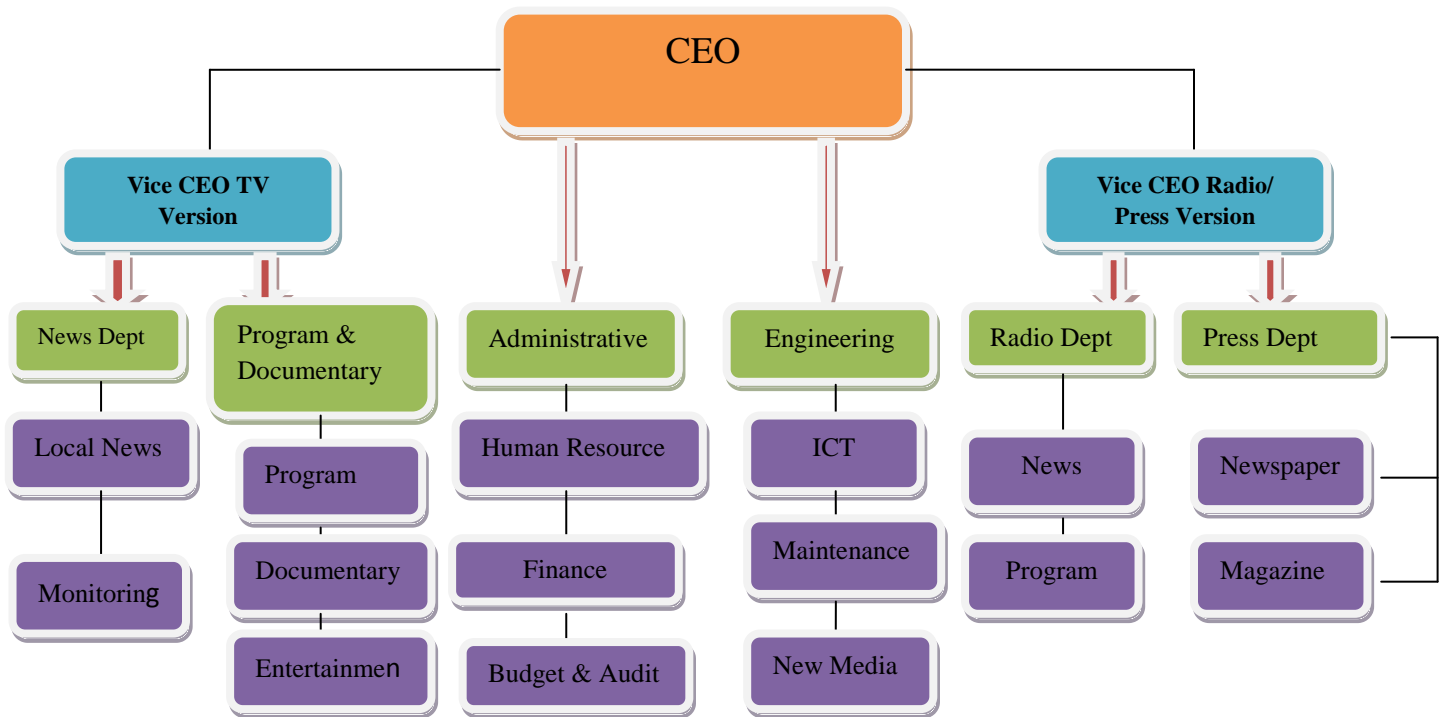 CEO
Vice CEO TV
Version
Vice CEO Radio/
Press Version
News Dept
Program &
Documentary
Administrative
Engineering
Radio Dept
Press Dept
Local News
Program
Human Resource
ICT
News
Newspaper
Monitoring
Documentary
Finance
Maintenance
Program
Magazine
Entertainmen
Budget & Audit
New Media